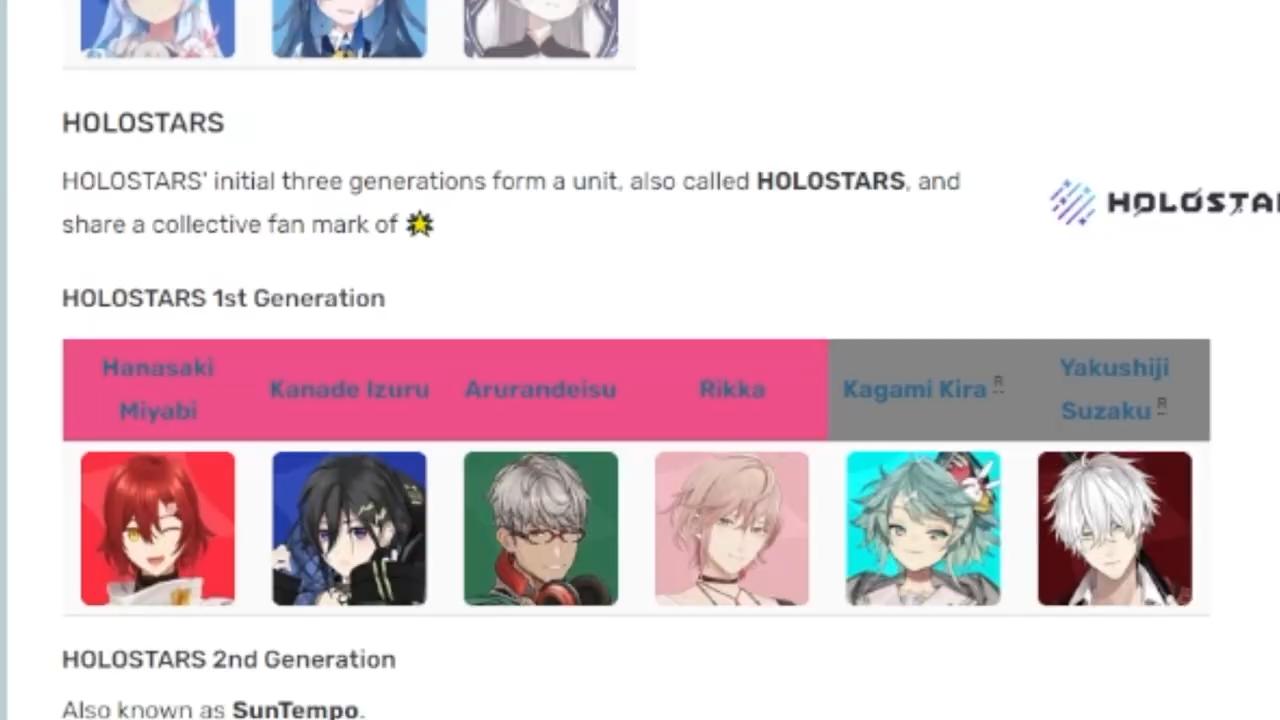 HOLOSTARS
HOLOSTARS' initial three generations form a unit, also called HOLOSTARS, and
share a collective fan mark of
HOLOSTA
HOLOSTARS 1st Generation
Hanasaki
Miyabi
Kanade Izuru
Arurandeisu
Rikka
Kagami Kira
Yakushiji
Suzaku
HOLOSTARS 2nd Generation
Also known as SunTempo.